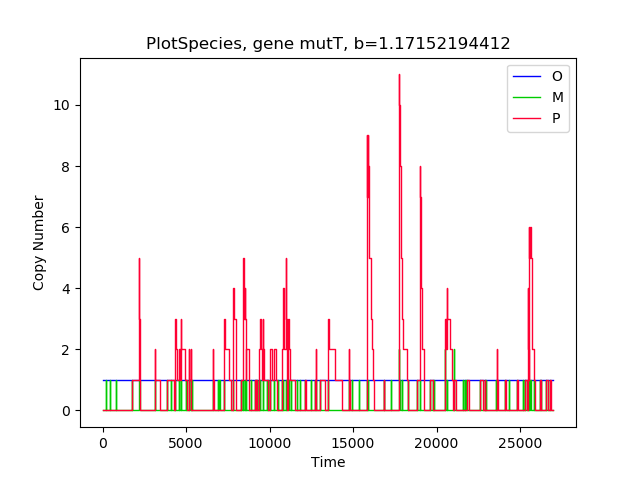 PlotSpecies, gene mutT, b=1.17152194412
O
M
P
10
8
6
4
2
0
Copy Number
0 5000 10000 15000 20000 25000
Time